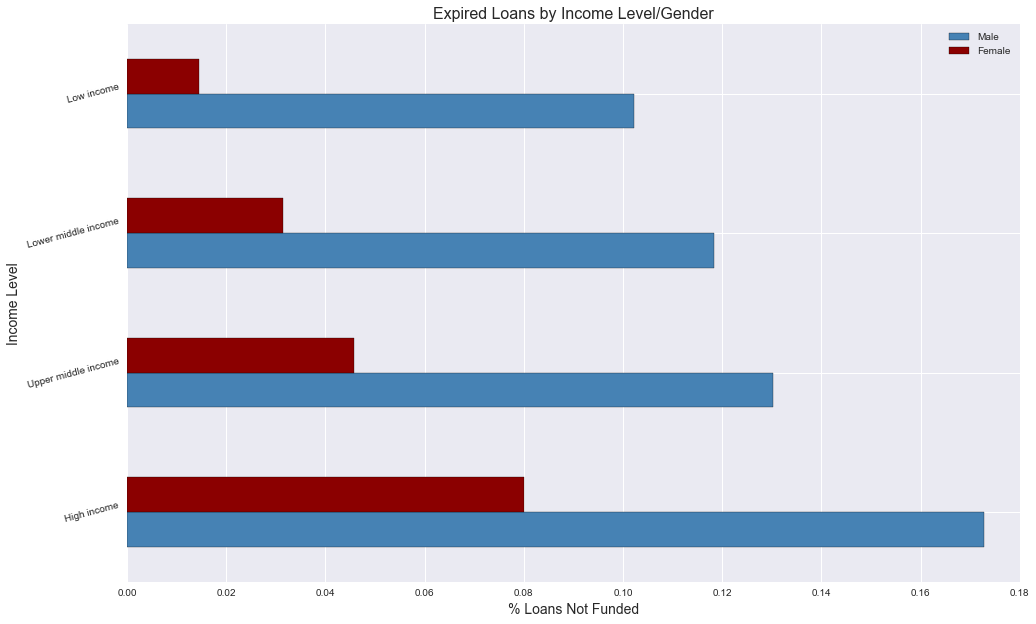 Expired Loans by Income Level/Gender
Male
Female
Low income
Lower middle income
Upper middle income
High income
Income Level
0.00 0.02 0.04 0.06 0.08 0.10 0.12 0.14 0.16 0.18
% Loans Not Funded